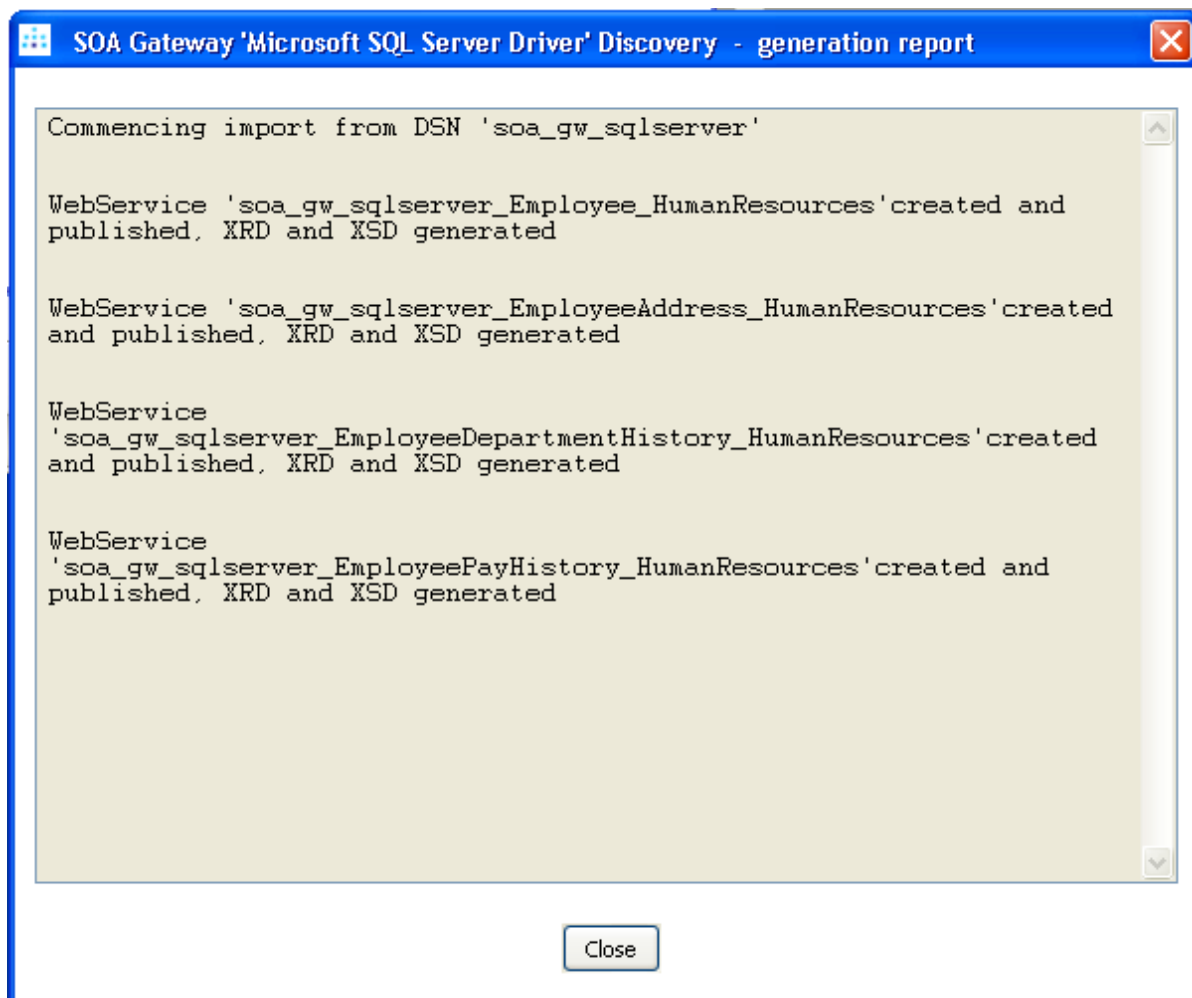 SOA Gateway 'Microsoft SQL Server Driver' Discovery - generation report
Commencing import from DSN 'soa_gw_sqlserver'
WebService 'soa_gw_sqlserver_Employee_HumanResources'created and
published, XRD and XSD generated
WebService 'soa_gw_sqlserver_EmployeeAddress_HumanResources'created
and published, XRD and XSD generated
WebService
'soa_gw_sqlserver_EmployeeDepartmentHistory_HumanResources'created
and published, XRD and XSD generated
WebService
'soa_gw_sqlserver_EmployeePayHistory_HumanResources'created and
published, XRD and XSD generated
Close